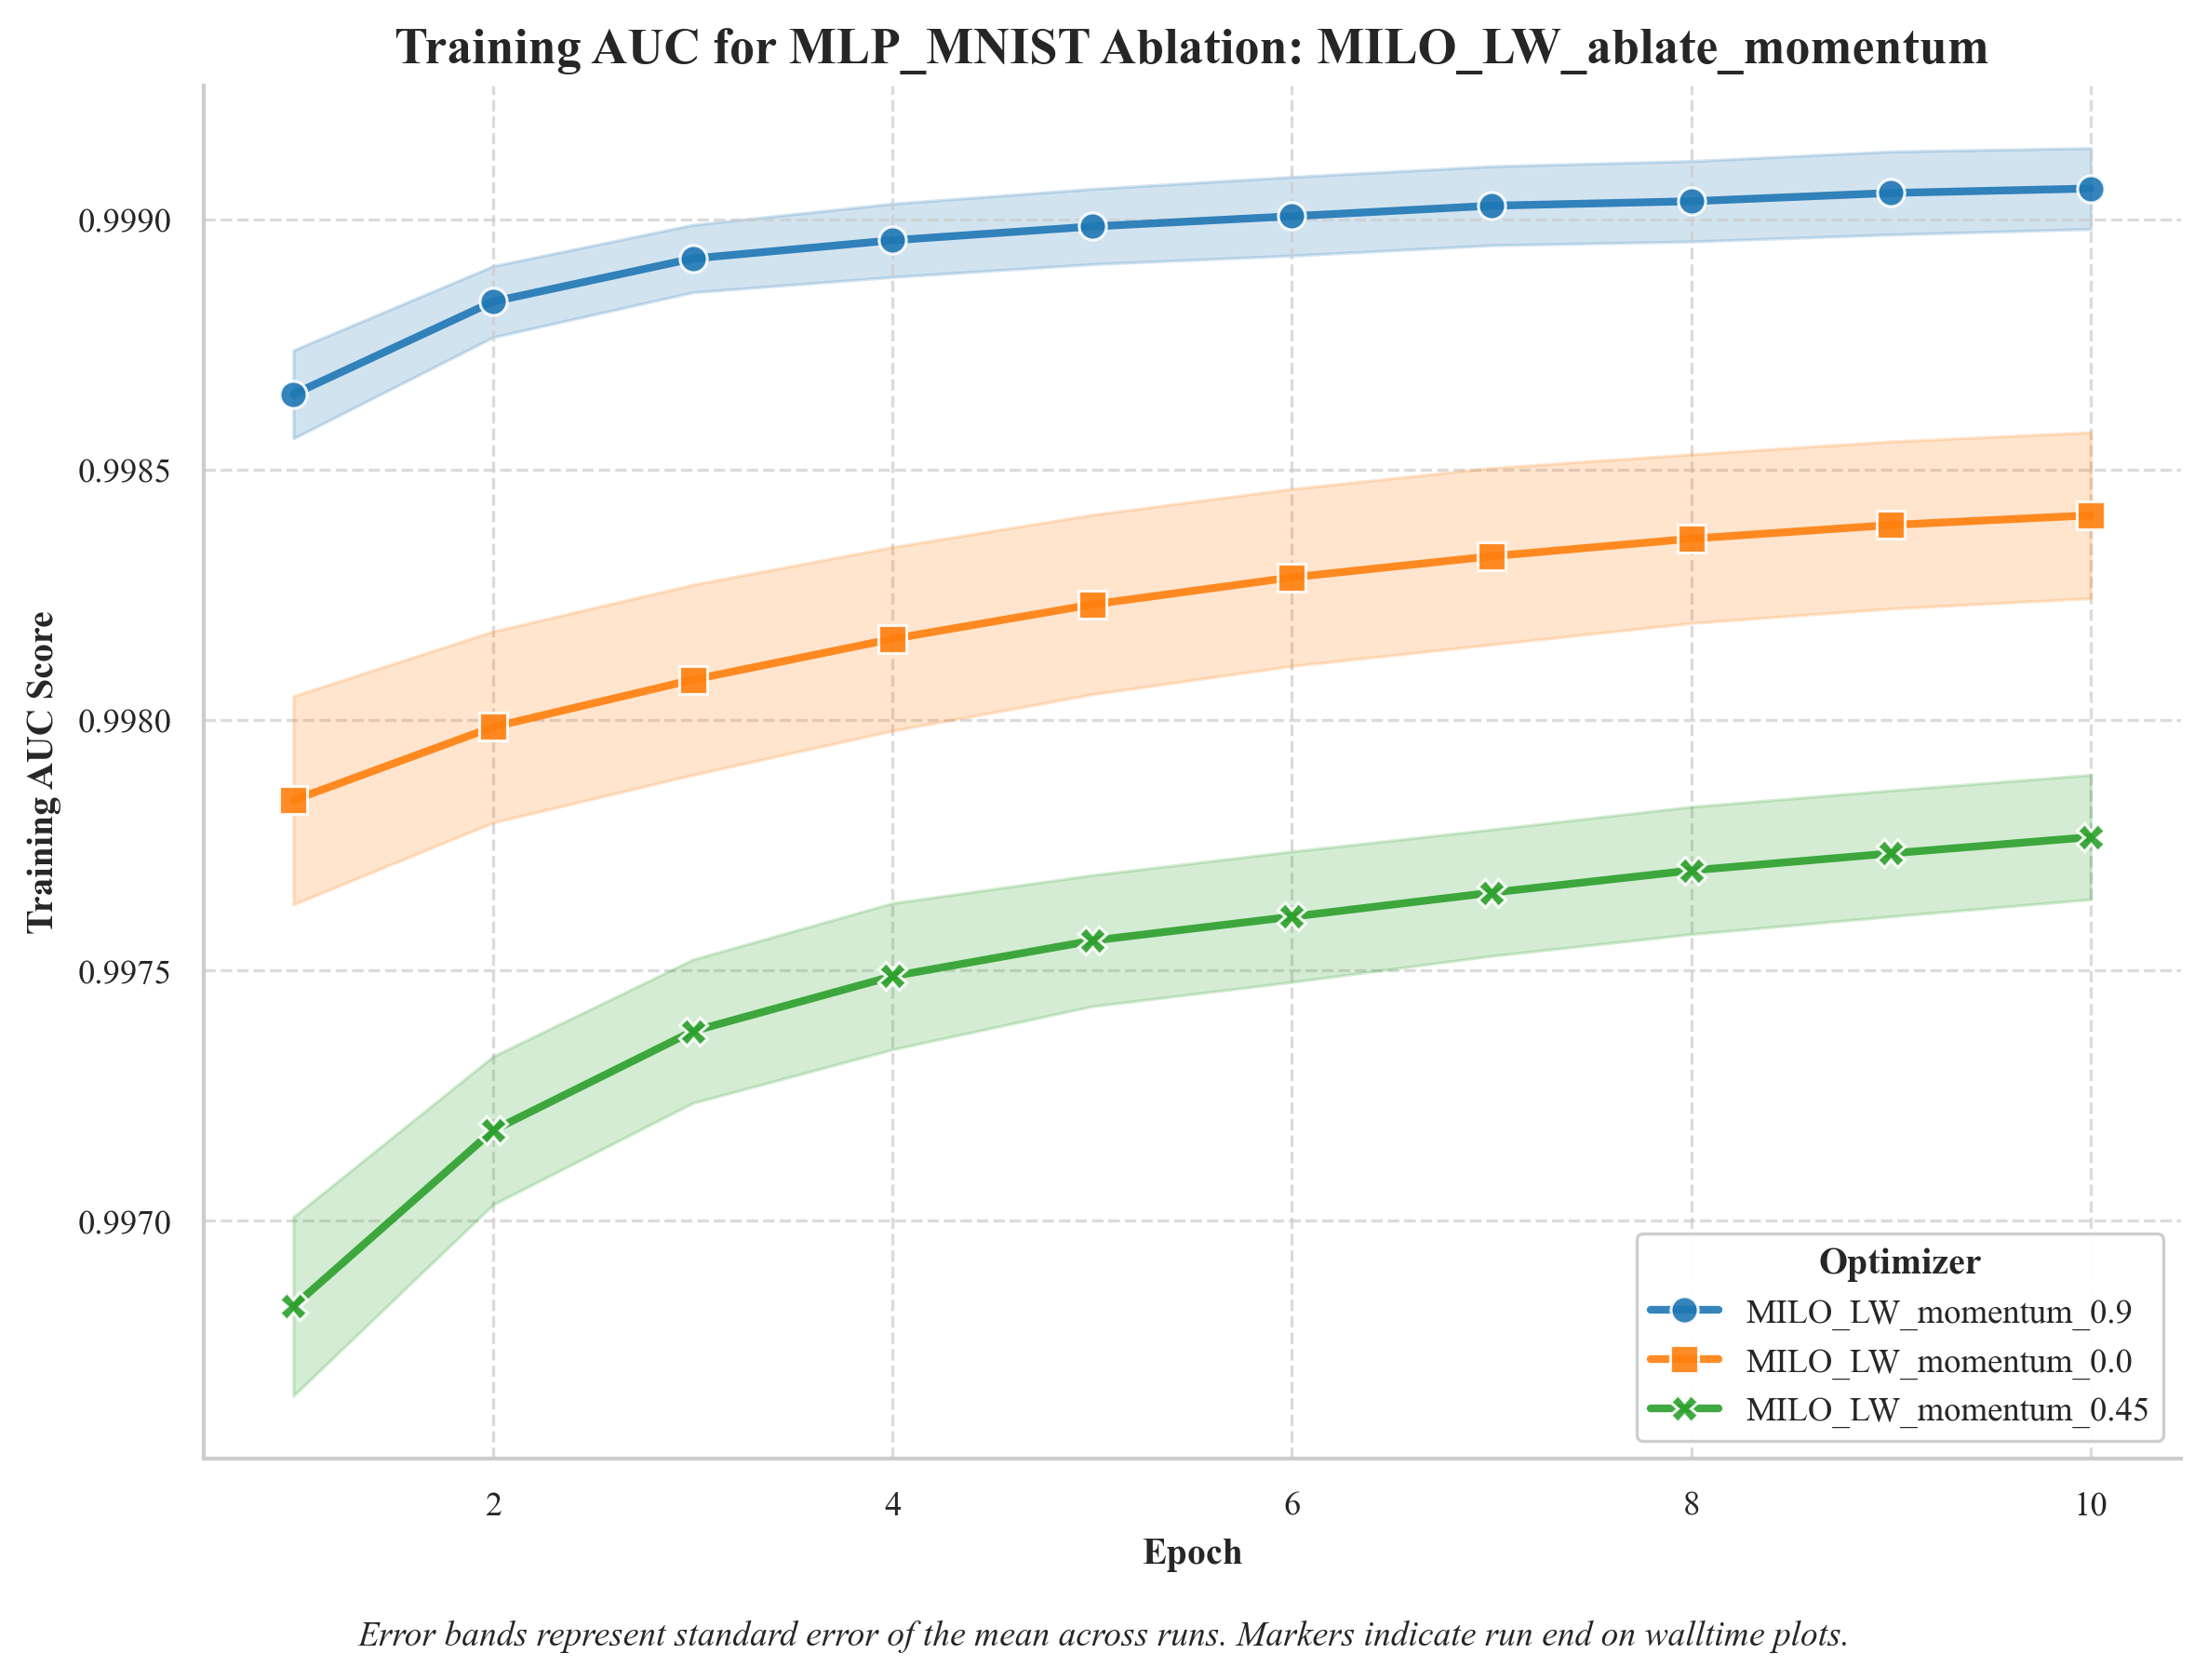 Training AUC for MLP_MNIST Ablation: MILO_LW_ablate_momentum
Training AUC Score
0.9990
0.9985
0.9980
0.9975
0.9970
2
4
6
8
10
Epoch
Optimizer
MILO_LW_momentum_0.9
MILO_LW_momentum_0.0
MILO_LW_momentum_0.45
Error bands represent standard error of the mean across runs. Markers indicate run end on walltime plots.